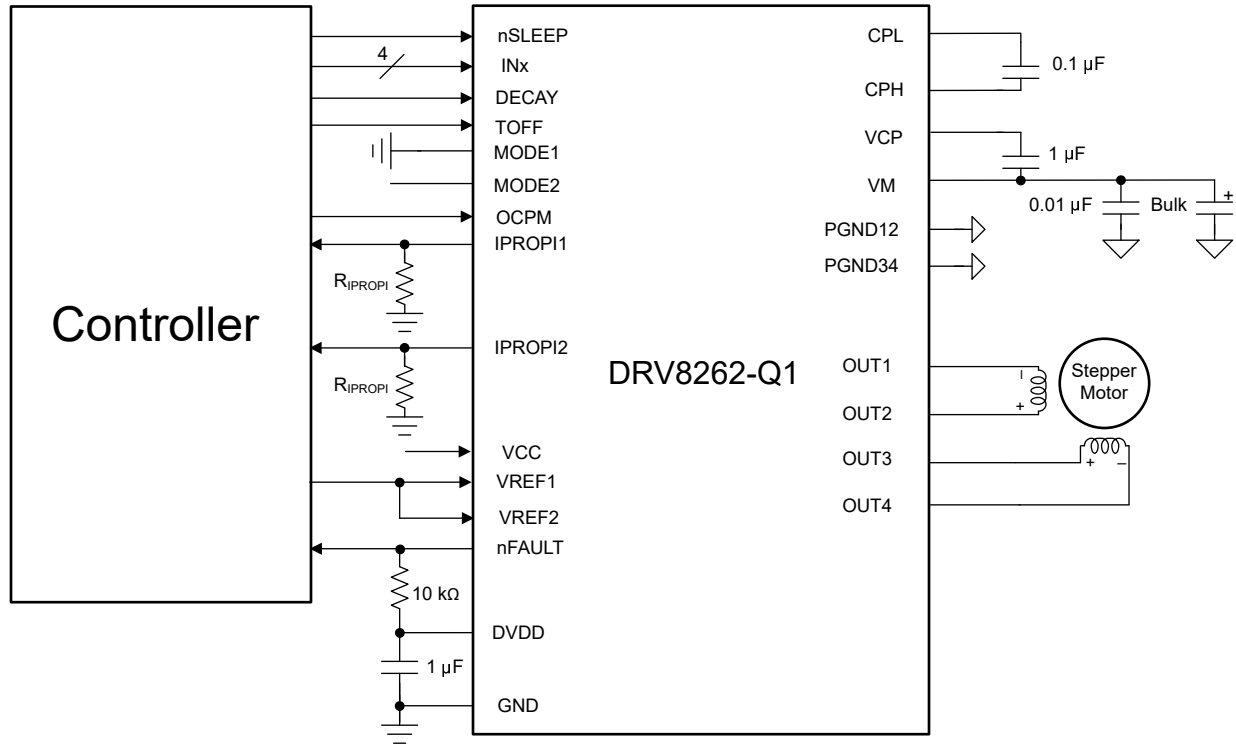 Controller
4
nSLEEP
INx
DECAY
TOFF
MODE1
MODE2
OCPM
IPROPI1
RIPROPI
IPROPI2
RIPROPI
VCC
VREF1
VREF2
nFAULT
10 kΩ
DVDD
1 µF
GND
DRV8262-Q1
CPL
0.1 µF
CPH
VCP
1 µF
VM
0.01 µF
Bulk
+
PGND12
PGND34
OUT1
–
Stepper
Motor
OUT2
+
OUT3
+ –
OUT4